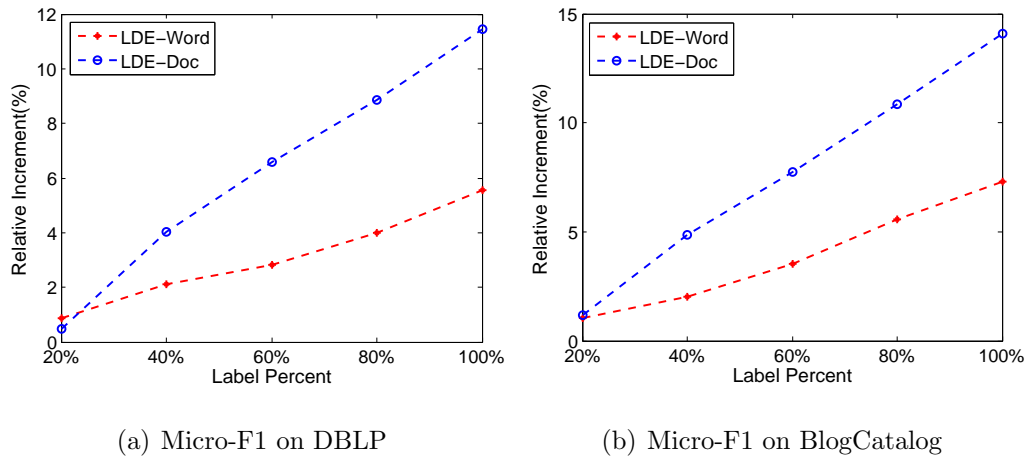 12
10
8
6
4
2
0
Relative Increment(%)
LDE-Word
LDE-Doc
20% 40% 60% 80% 100%
Label Percent
(a) Micro-F1 on DBLP
15
10
5
0
Relative Increment(%)
LDE-Word
LDE-Doc
20% 40% 60% 80% 100%
Label Percent
(b) Micro-F1 on BlogCatalog